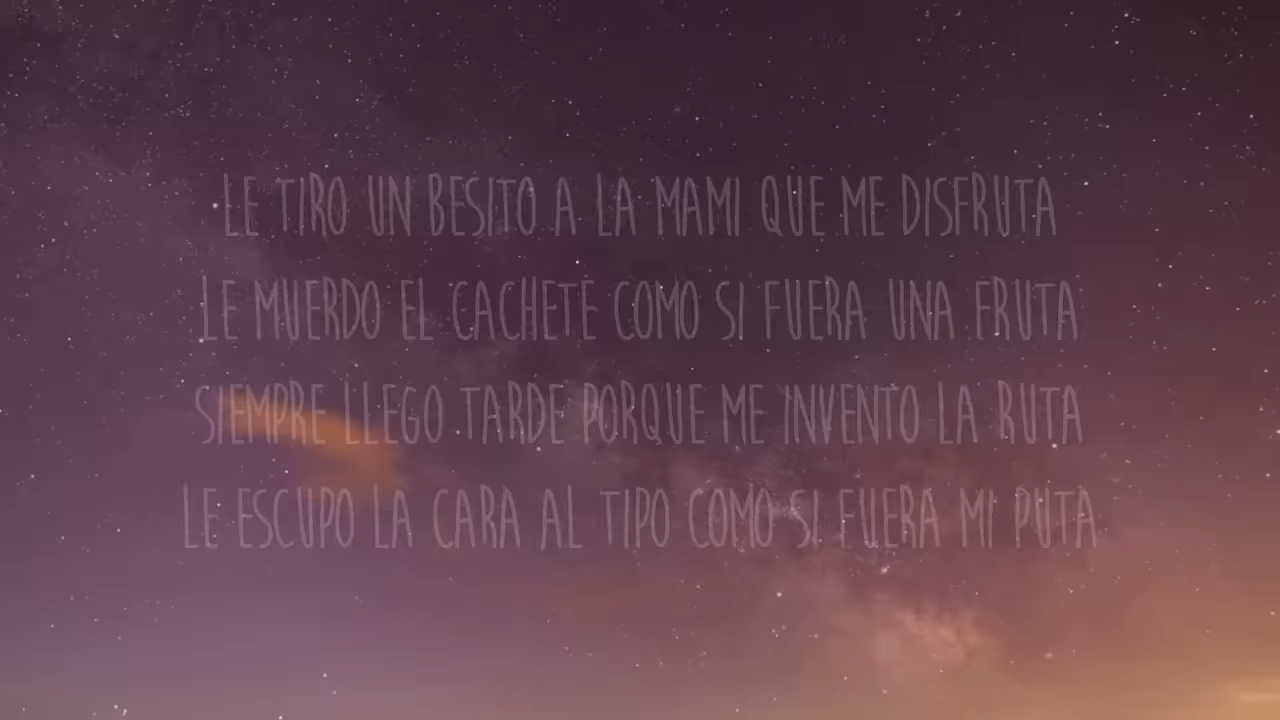 LE TIRO UN BESITO A LA MAMI QUE ME DISFRUTA
LE MUERDO EL CACHETE COMO SI FUERA UNA FRUTA
SIEMPRE LLEGO TARDE PORQUE ME INVENTO LA RUTA
LE ESCUPO LA CARA AL TIPO COMO SI FUERA MI PUTA